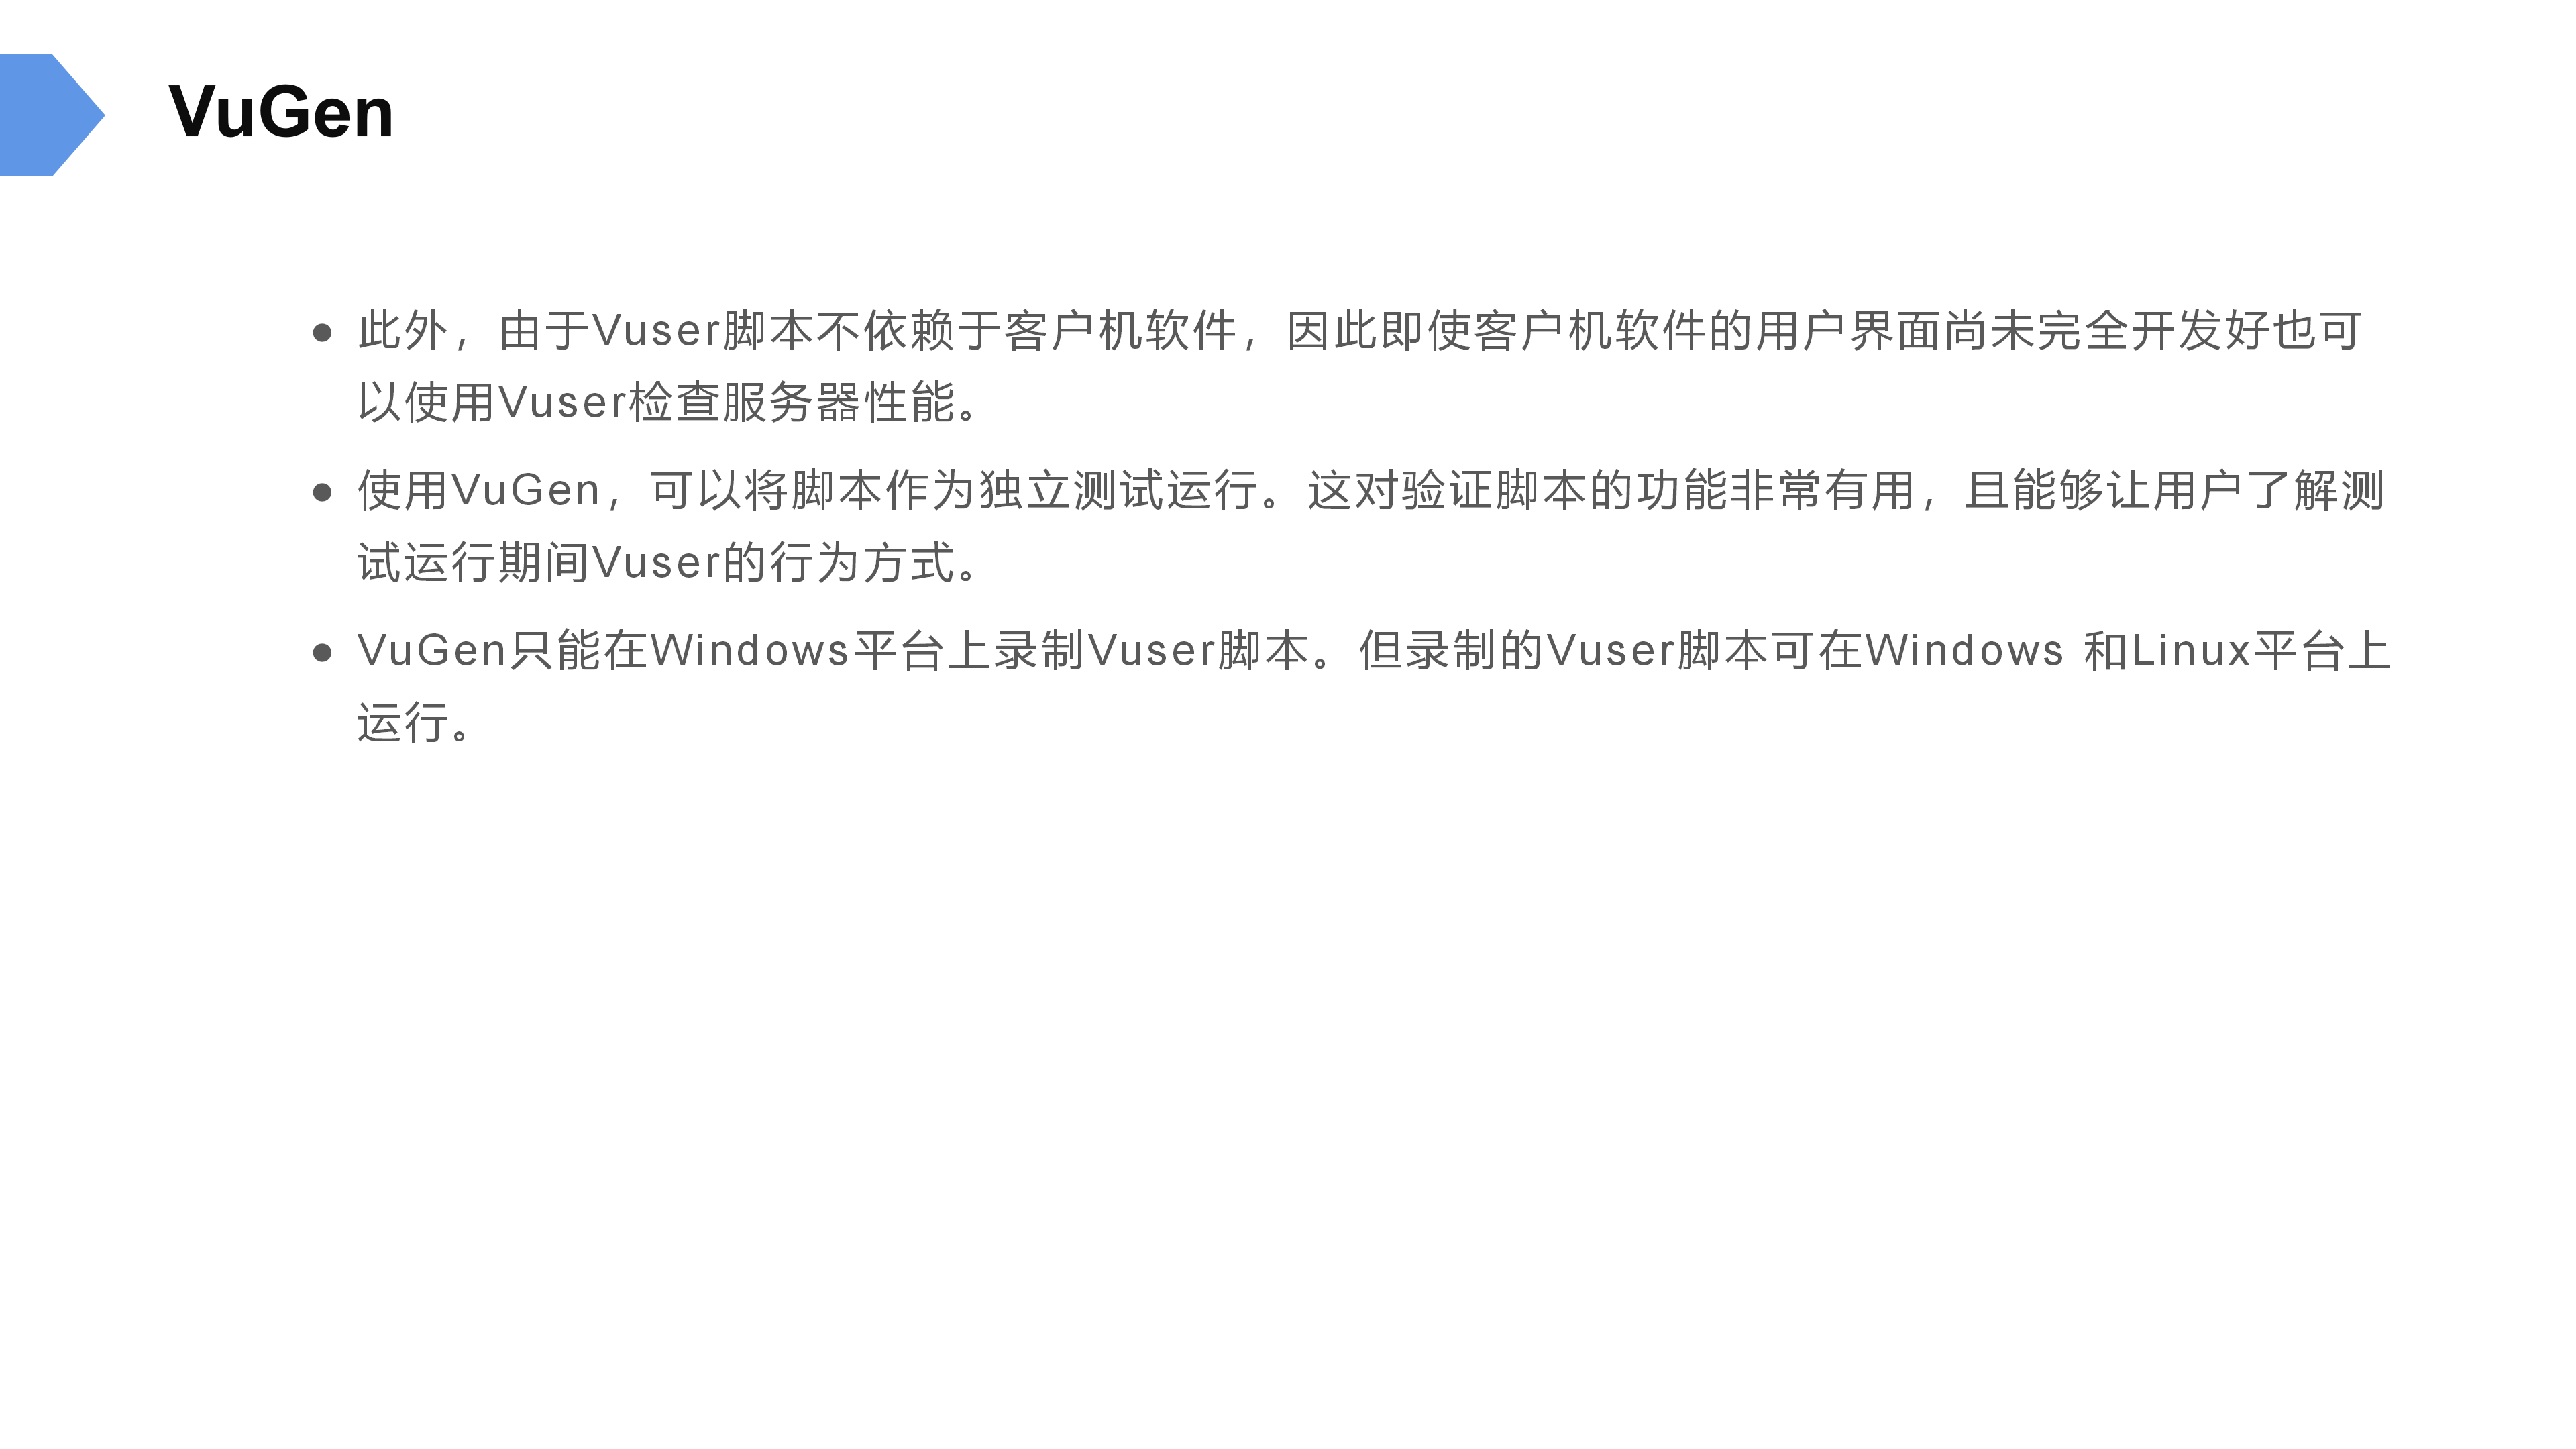 VuGen
● 此外，由于Vuser脚本不依赖于客户机软件，因此即使客户机软件的用户界面尚未完全开发好也可
以使用Vuser检查服务器性能。
● 使用VuGen，可以将脚本作为独立测试运行。这对验证脚本的功能非常有用，且能够让用户了解测
试运行期间Vuser的行为方式。
● VuGen只能在Windows平台上录制Vuser脚本。但录制的Vuser脚本可在Windows 和Linux平台上
运行。